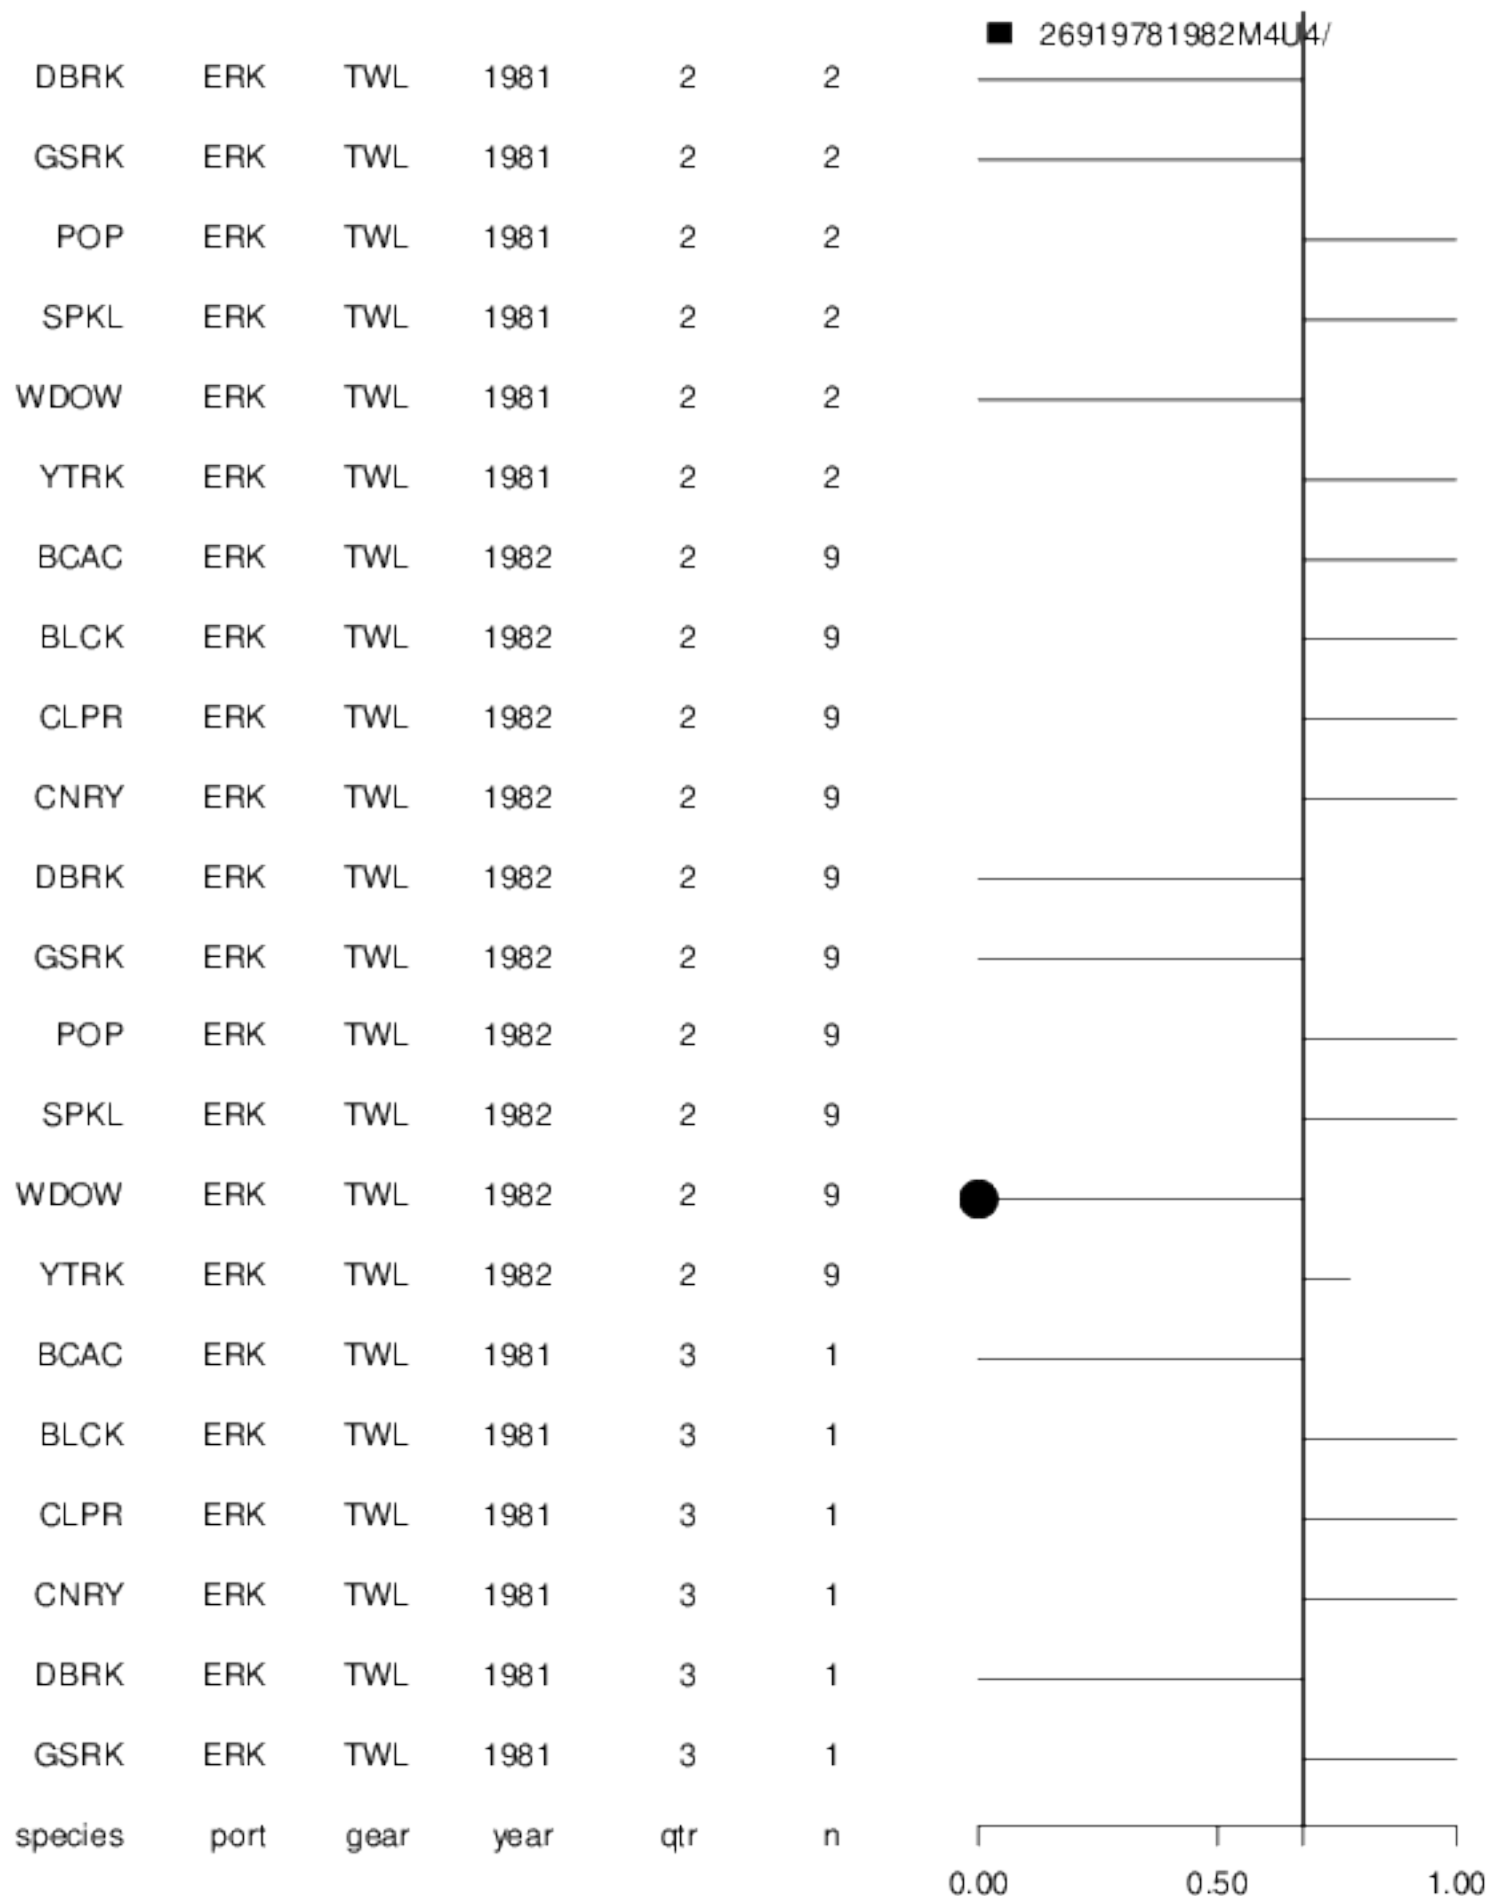 26919781982M4U4/
DBRK ERK TWL 1981 2 2
GSRK ERK TWL 1981 2 2
POP ERK TWL 1981 2 2
SPKL ERK TWL 1981 2 2
WDOW ERK TWL 1981 2 2
YTRK ERK TWL 1981 2 2
BCAC ERK TWL 1982 2 9
BLCK ERK TWL 1982 2 9
CLPR ERK TWL 1982 2 9
CNRY ERK TWL 1982 2 9
DBRK ERK TWL 1982 2 9
GSRK ERK TWL 1982 2 9
POP ERK TWL 1982 2 9
SPKL ERK TWL 1982 2 9
WDOW ERK TWL 1982 2 9
YTRK ERK TWL 1982 2 9
BCAC ERK TWL 1981 3 1
BLCK ERK TWL 1981 3 1
CLPR ERK TWL 1981 3 1
CNRY ERK TWL 1981 3 1
DBRK ERK TWL 1981 3 1
GSRK ERK TWL 1981 3 1
species port gear year qtr n
0.00 0.50 1.00